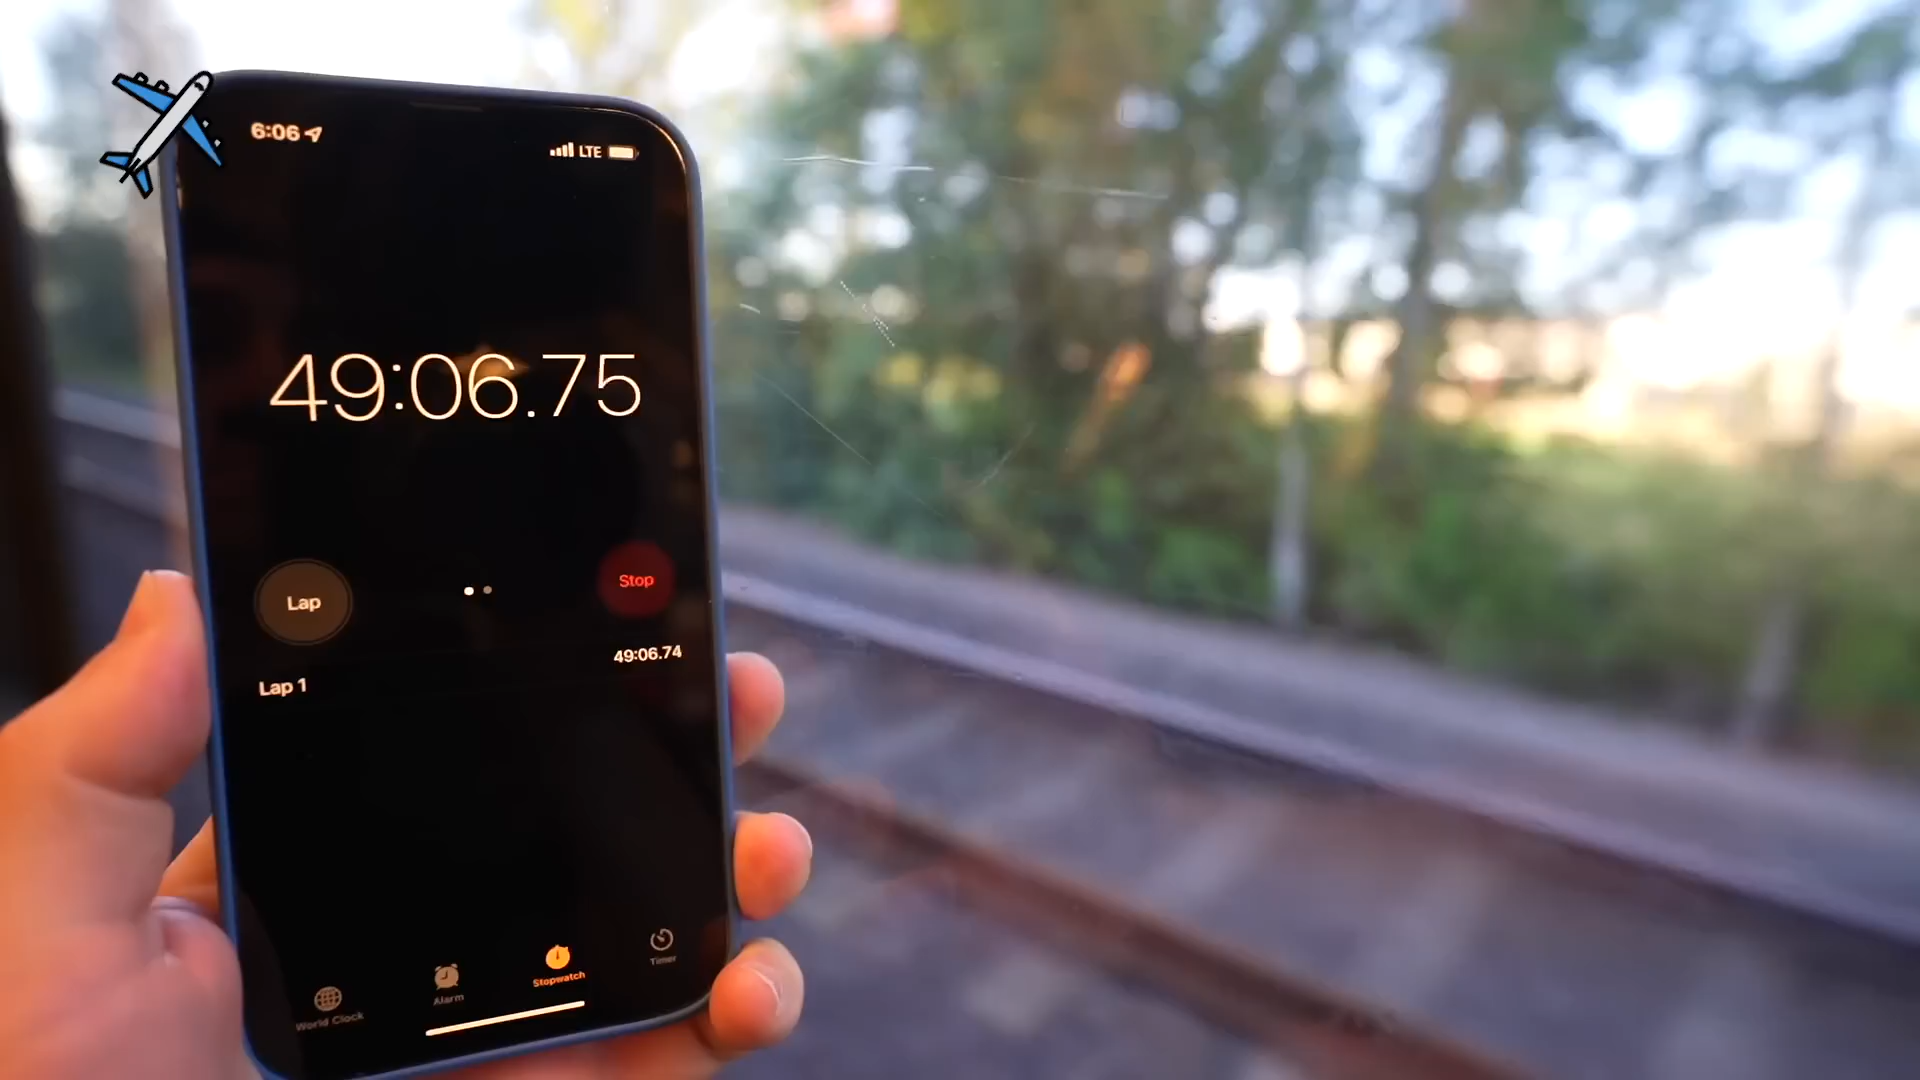 6:06
LTE
49:06.75
Lap
Stop
49:06.74
Lap 1
World Clock
Alarm
Stopwatch
Timer